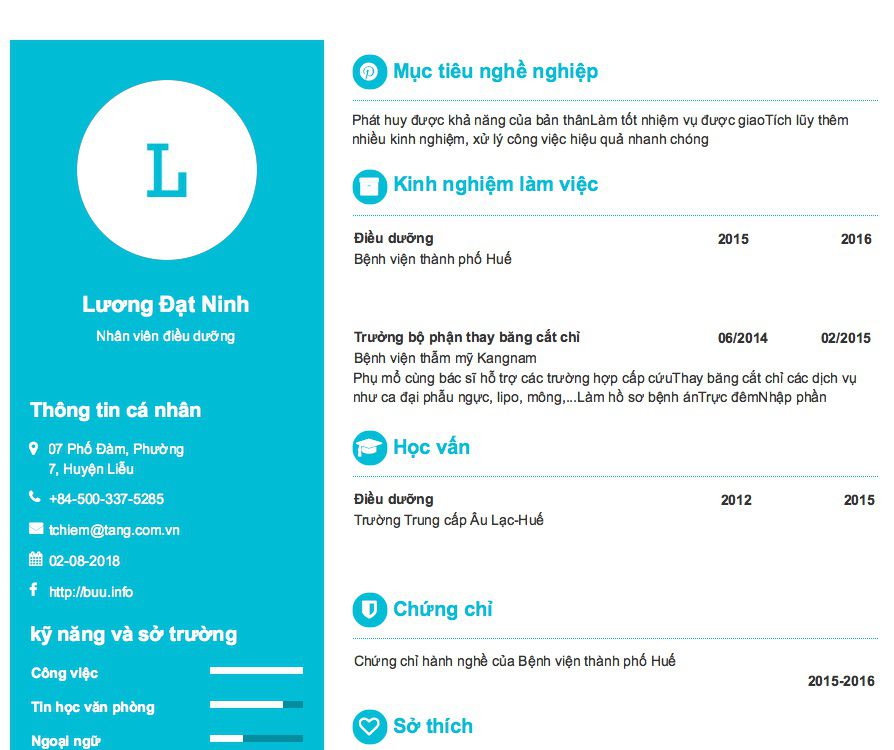 L
Lương Đạt Ninh
Nhân viên điều dưỡng
Thông tin cá nhân
07 Phố Đàm, Phường
7, Huyện Liễu
+84-500-337-5285
tchiem@tang.com.vn
02-08-2018
http://buu.info
kỹ năng và sở trường
Công việc
Tin học văn phòng
Ngoại ngữ
Mục tiêu nghề nghiệp
Phát huy được khả năng của bản thânLàm tốt nhiệm vụ được giaoTích lũy thêm
nhiều kinh nghiệm, xử lý công việc hiệu quả nhanh chóng
Kinh nghiệm làm việc
Điều dưỡng 2015 2016
Bệnh viện thành phố Huế
Trưởng bộ phận thay băng cắt chỉ 06/2014 02/2015
Bệnh viện thẫm mỹ Kangnam
Phụ mổ cùng bác sĩ hỗ trợ các trường hợp cấp cứuThay băng cắt chỉ các dịch vụ
như ca đại phẫu ngực, lipo, mông,...Làm hồ sơ bệnh ánTrực đêmNhập phần
Học vấn
Điều dưỡng 2012 2015
Trường Trung cấp Âu Lạc-Huế
Chứng chỉ
Chứng chỉ hành nghề của Bệnh viện thành phố Huế
2015-2016
Sở thích